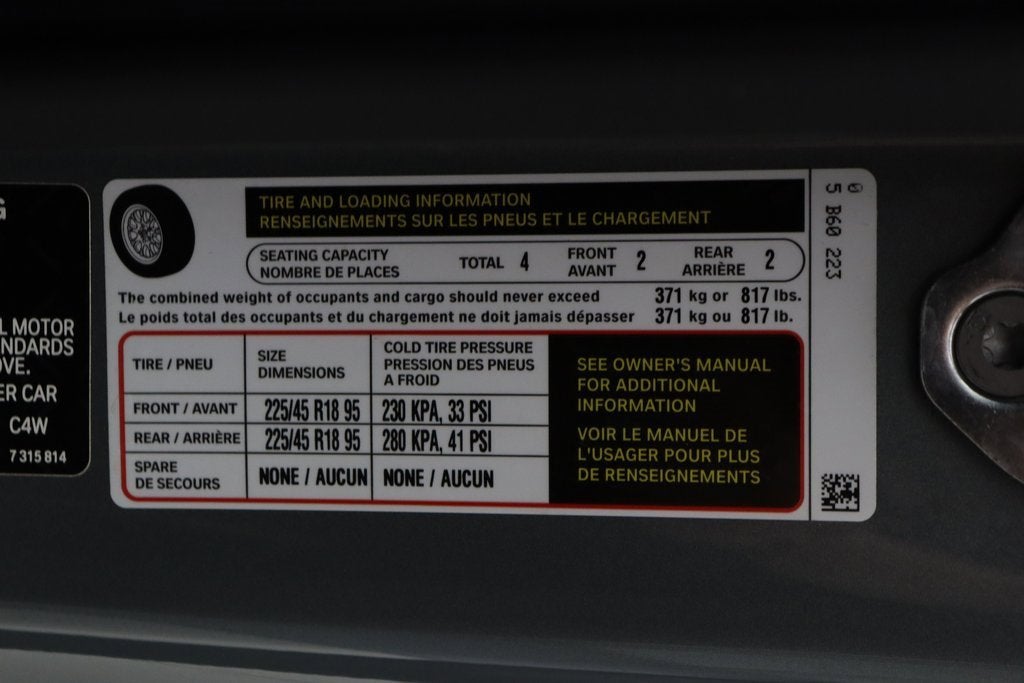 G
L MOTOR
NDARDS
OVE.
ER CAR
C4W
7 315 814
TIRE AND LOADING INFORMATION
RENSEIGNEMENTS SUR LES PNEUS ET LE CHARGEMENT
SEATING CAPACITY
NOMBRE DE PLACES
TOTAL 4
FRONT
AVANT
2
REAR
ARRIÈRE
2
The combined weight of occupants and cargo should never exceed 371 kg or 817 lbs.
Le poids total des occupants et du chargement ne doit jamais dépasser 371 kg ou 817 lb.
TIRE / PNEU
SIZE
DIMENSIONS
COLD TIRE PRESSURE
PRESSION DES PNEUS
A FROID
FRONT / AVANT 225/45 R18 95 230 KPA, 33 PSI
REAR / ARRIÈRE 225/45 R18 95 280 KPA, 41 PSI
SPARE
DE SECOURS
NONE / AUCUN NONE / AUCUN
SEE OWNER'S MANUAL
FOR ADDITIONAL
INFORMATION
VOIR LE MANUEL DE
L'USAGER POUR PLUS
DE RENSEIGNEMENTS
0
5 B60 223